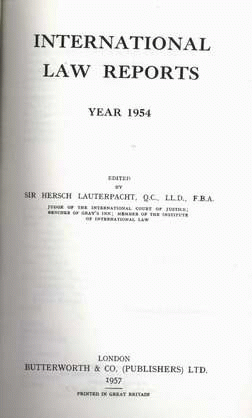 INTERNATIONAL
LAW REPORTS
YEAR 1954
EDITED
BY
SIR HERSCH LAUTERPACHT, Q.C., LL.D., F.B.A.
JUDGE OF THE INTERNATIONAL COURT OF JUSTICE;
BENCHER OF GRAY'S INN; MEMBER OF THE INSTITUTE
OF INTERNATIONAL LAW
LONDON
BUTTERWORTH & CO. (PUBLISHERS) LTD.
1957
PRINTED IN GREAT BRITAIN